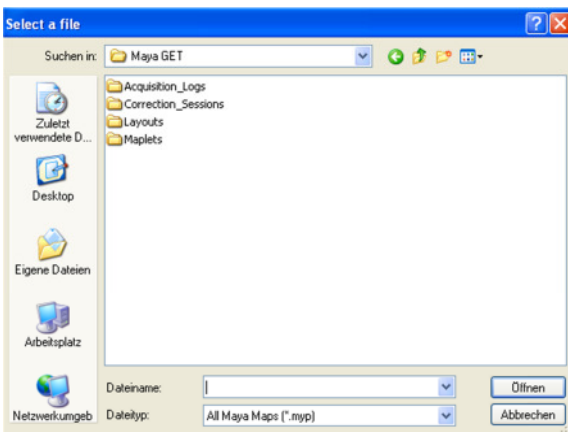 Select a file
Suchen in: Maya GET
Acquisition_Logs
Correction_Sessions
Layouts
Maplets
Zuletzt
verwendete D...
Desktop
Eigene Dateien
Arbeitsplatz
Netzwerkumgeb
Dateiname:
Öffnen
Dateityp: All Maya Maps (*.myp)
Abbrechen